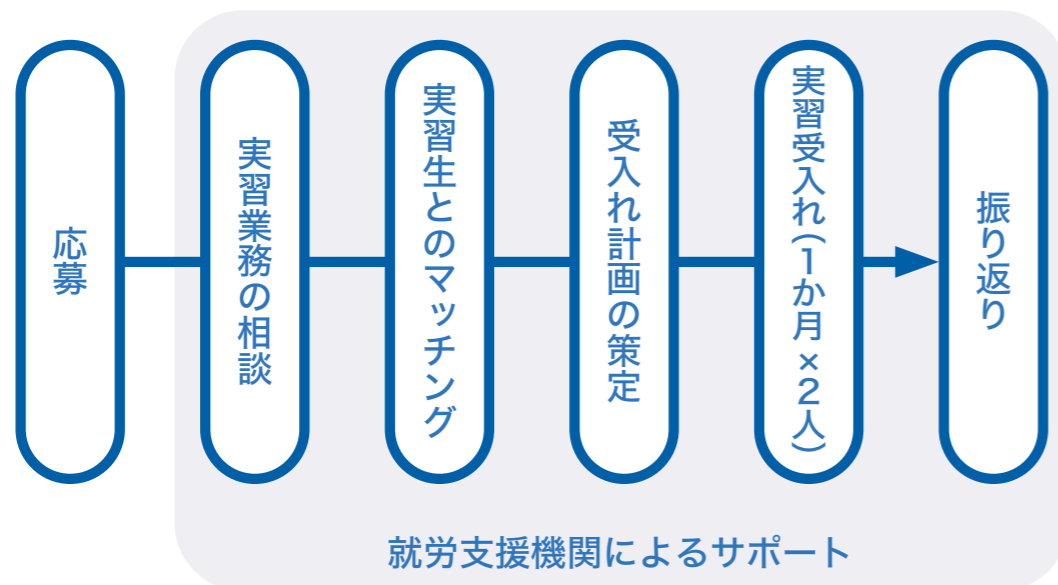 応募
実習業務の相談
実習生とのマッチング
受入れ計画の策定
実習受入れ（1か月×2人）
振り返り
就労支援機関によるサポート